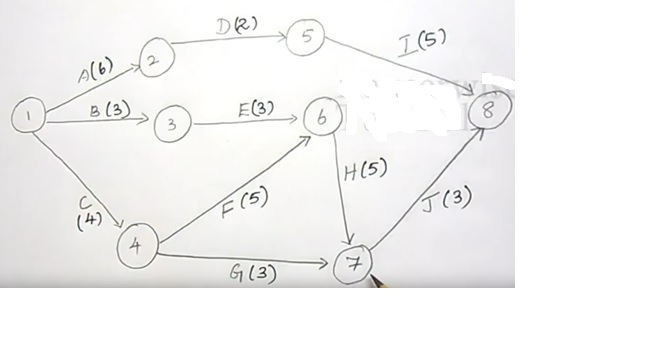 D(2)
5
I(5)
2
A(6)
8
B(3)
E(3)
1
3
6
H(5)
C
(4)
F(5)
J(3)
4
G(3)
7